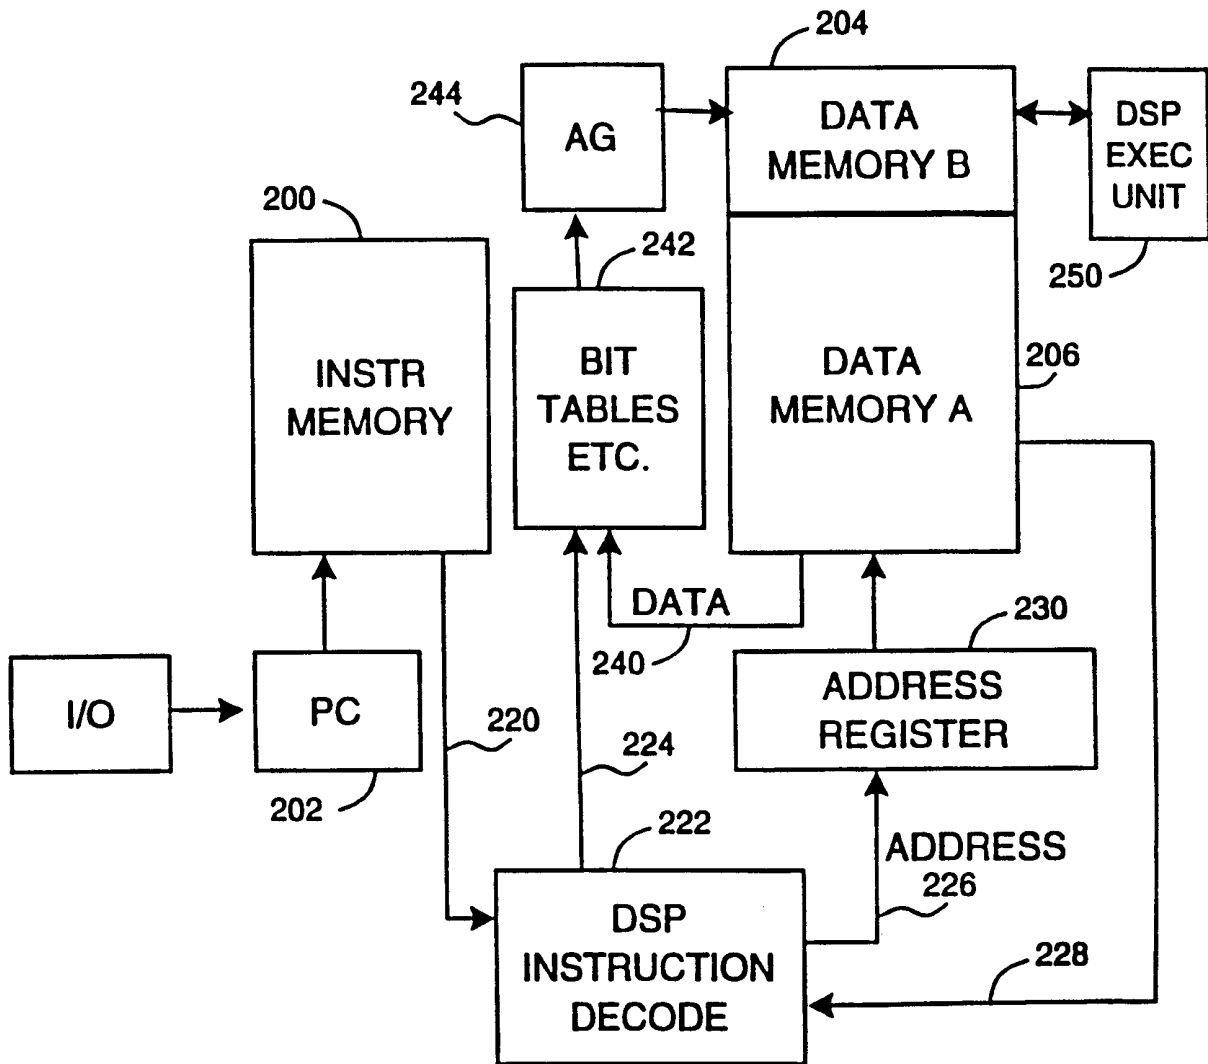 204
244
AG
DATA
MEMORY B
DSP
EXEC
UNIT
200
242
250
INSTR
MEMORY
BIT
TABLES
ETC.
DATA
MEMORY A
206
DATA
240
230
I/O
PC
220
224
ADDRESS
REGISTER
202
222
ADDRESS
226
DSP
INSTRUCTION
DECODE
228